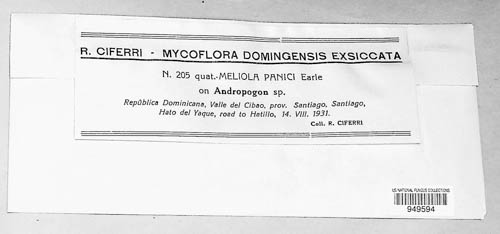 R. CIFERRI - MYCOFLORA DOMINGENSIS EXSICCATA
N. 205 quat.-MELIOLA PANICI Earle
on Andropogon sp.
República Dominicana, Valle del Cibao, prov. Santiago, Santiago,
Hato del Yaque, road to Hatillo, 14. VIII. 1931.
Coll. R. CIFERRI
US NATIONAL FUNGUS COLLECTIONS
949594